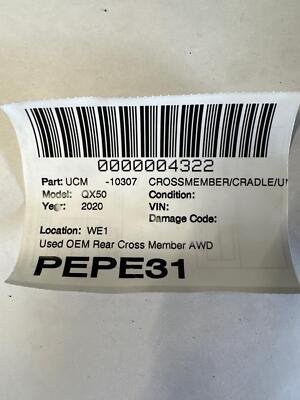 0000004322
Part: UCM -10307 CROSSMEMBER/CRADLE/U
Model: QX50 Condition:
Year: 2020 VIN:
Damage Code:
Location: WE1
Used OEM Rear Cross Member AWD
PEPE31